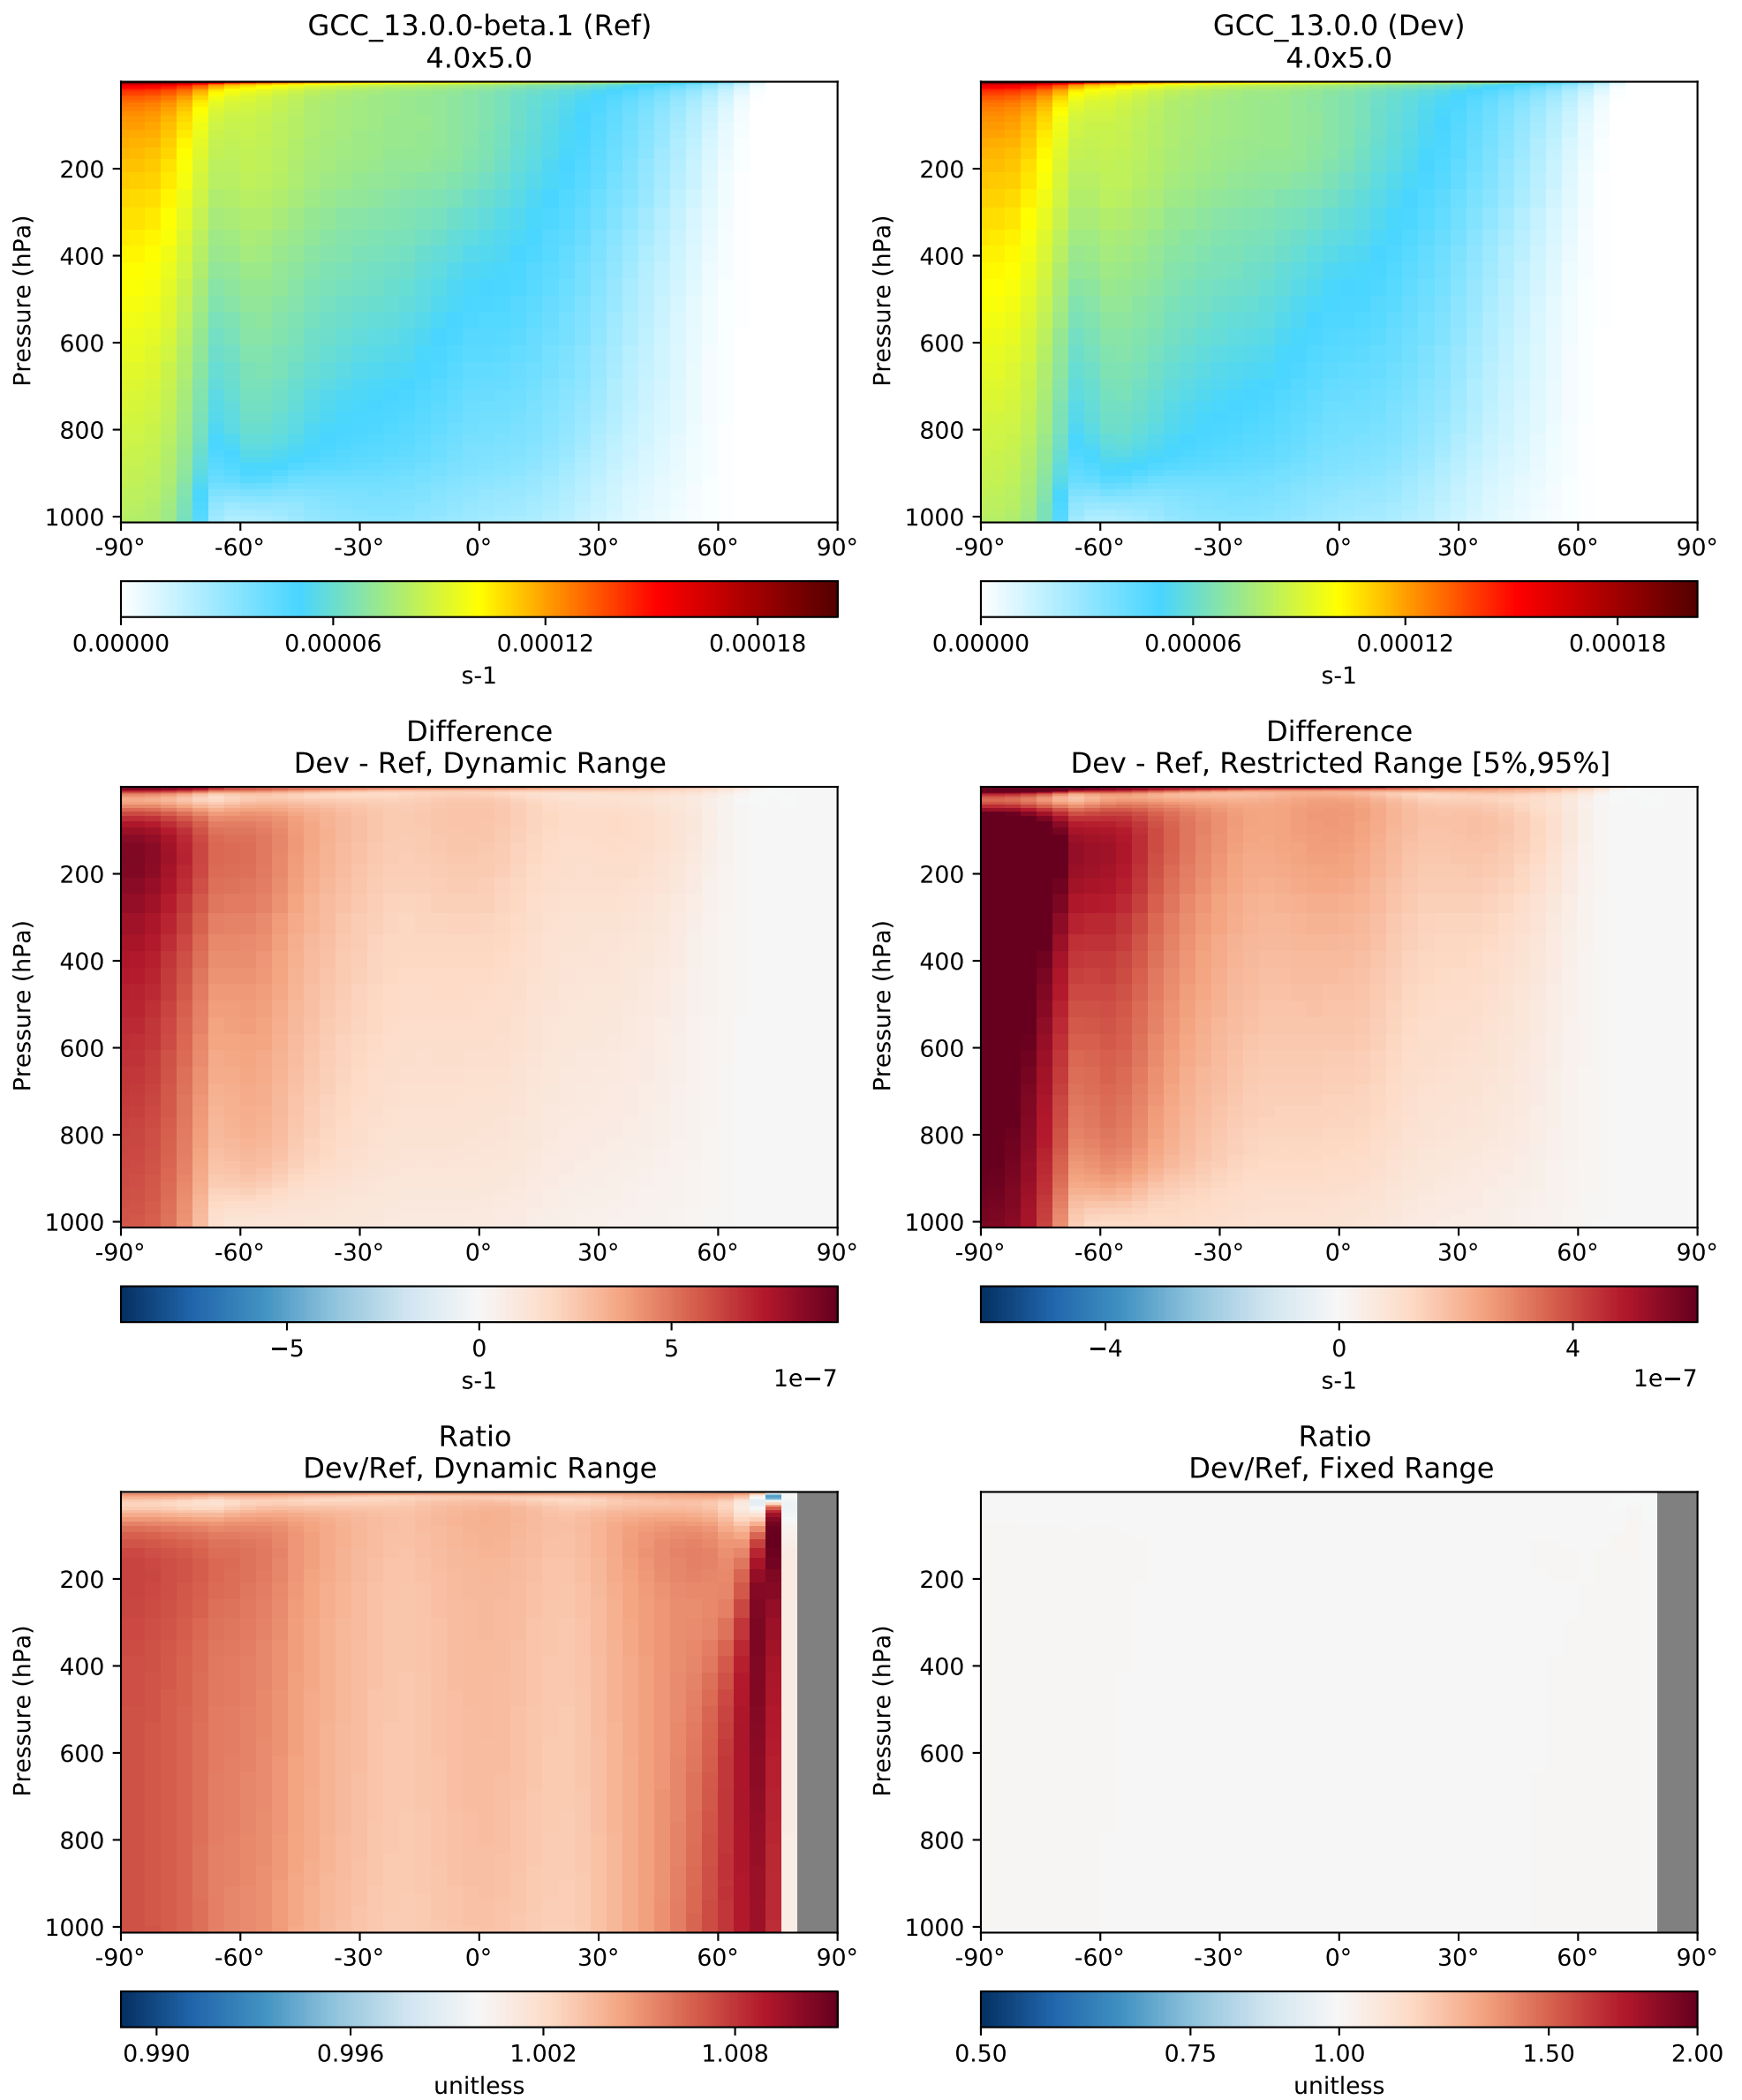 GCC_13.0.0-beta.1 (Ref)
4.0x5.0
Pressure (hPa)
200
400
600
800
1000
-90° -60° -30° 0° 30° 60° 90°
0.00000 0.00006 0.00012 0.00018
s-1
GCC_13.0.0 (Dev)
4.0x5.0
Pressure (hPa)
200
400
600
800
1000
-90° -60° -30° 0° 30° 60° 90°
0.00000 0.00006 0.00012 0.00018
s-1
Difference
Dev - Ref, Dynamic Range
Pressure (hPa)
200
400
600
800
1000
-90° -60° -30° 0° 30° 60° 90°
−5 0 5
s-1 1e−7
Difference
Dev - Ref, Restricted Range [5%,95%]
Pressure (hPa)
200
400
600
800
1000
-90° -60° -30° 0° 30° 60° 90°
−4 0 4
s-1 1e−7
Ratio
Dev/Ref, Dynamic Range
Pressure (hPa)
200
400
600
800
1000
-90° -60° -30° 0° 30° 60° 90°
0.990 0.996 1.002 1.008
unitless
Ratio
Dev/Ref, Fixed Range
Pressure (hPa)
200
400
600
800
1000
-90° -60° -30° 0° 30° 60° 90°
0.50 0.75 1.00 1.50 2.00
unitless